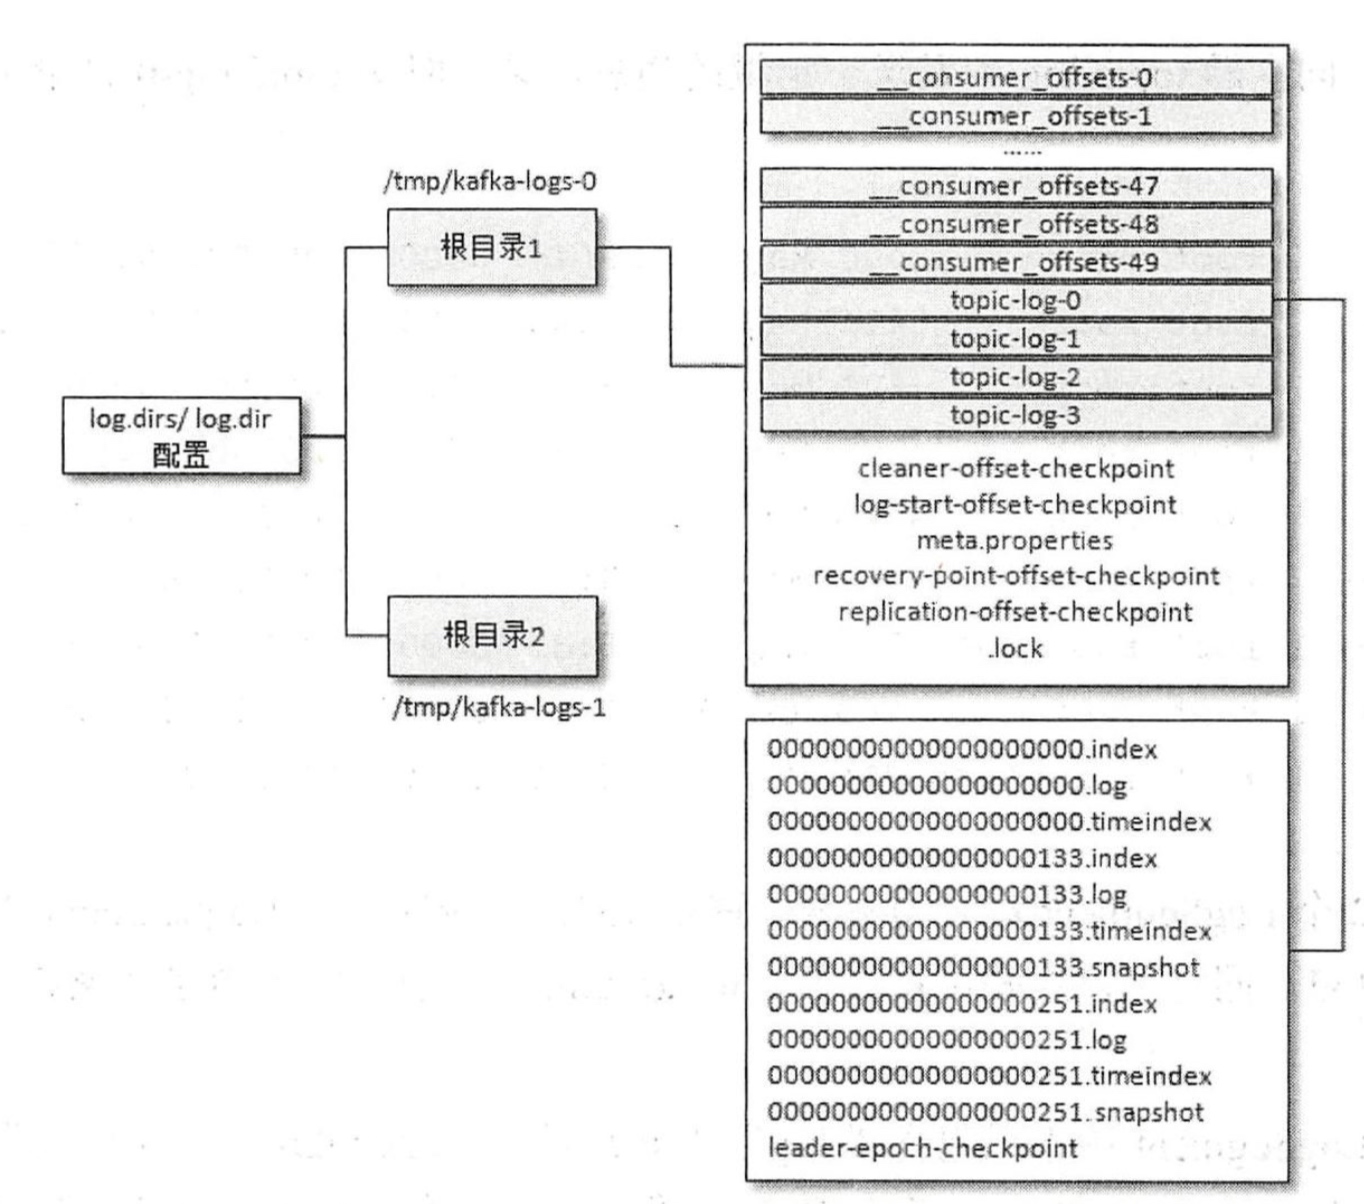 log.dirs/ log.dir
配置
/tmp/kafka-logs-0
根目录1
根目录2
/tmp/kafka-logs-1
__consumer_offsets-0
__consumer_offsets-1
......
__consumer_offsets-47
__consumer_offsets-48
__consumer_offsets-49
topic-log-0
topic-log-1
topic-log-2
topic-log-3
cleaner-offset-checkpoint
log-start-offset-checkpoint
meta.properties
recovery-point-offset-checkpoint
replication-offset-checkpoint
.lock
00000000000000000000.index
00000000000000000000.log
00000000000000000000.timeindex
00000000000000000133.index
00000000000000000133.log
00000000000000000133.timeindex
00000000000000000133.snapshot
00000000000000000251.index
00000000000000000251.log
00000000000000000251.timeindex
00000000000000000251.snapshot
leader-epoch-checkpoint